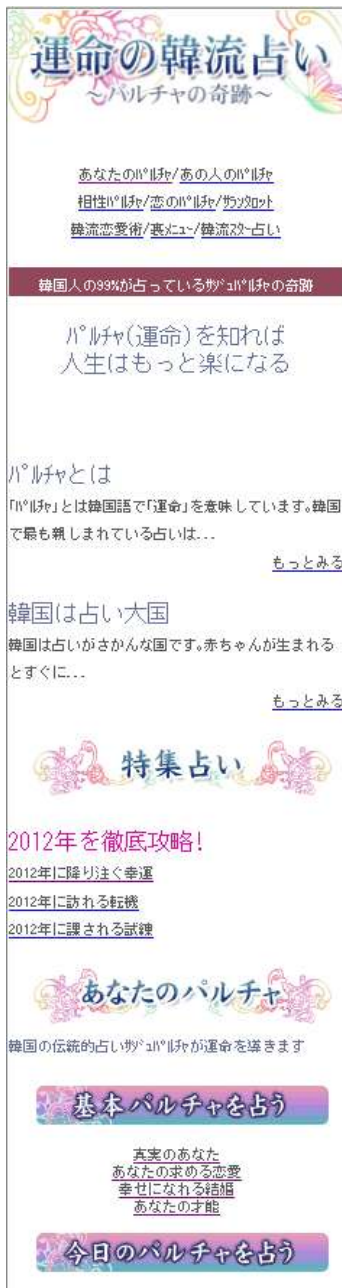 運命の韓流占い
～パルチャの奇跡～
あなたのﾊﾟﾙﾁｬ/あの人のﾊﾟﾙﾁｬ
相性ﾊﾟﾙﾁｬ/恋のﾊﾟﾙﾁｬ/ｻﾗﾝﾀﾛｯﾄ
韓流恋愛術/裏ﾒﾆｭｰ/韓流ｽﾀｰ占い
韓国人の99%が占っているｻｼﾞｭﾊﾟﾙﾁｬの奇跡
ﾊﾟﾙﾁｬ(運命)を知れば
人生はもっと楽になる
ﾊﾟﾙﾁｬとは
｢ﾊﾟﾙﾁｬ｣とは韓国語で｢運命｣を意味しています｡韓国
で最も親しまれている占いは...
もっとみる
韓国は占い大国
韓国は占いがさかんな国です｡赤ちゃんが生まれる
とすぐに...
もっとみる
特集占い
2012年を徹底攻略!
2012年に降り注ぐ幸運
2012年に訪れる転機
2012年に課される試練
あなたのパルチャ
韓国の伝統的占いｻｼﾞｭﾊﾟﾙﾁｬが運命を導きます
基本パルチャを占う
真実のあなた
あなたの求める恋愛
幸せになれる結婚
あなたの才能
今日のパルチャを占う